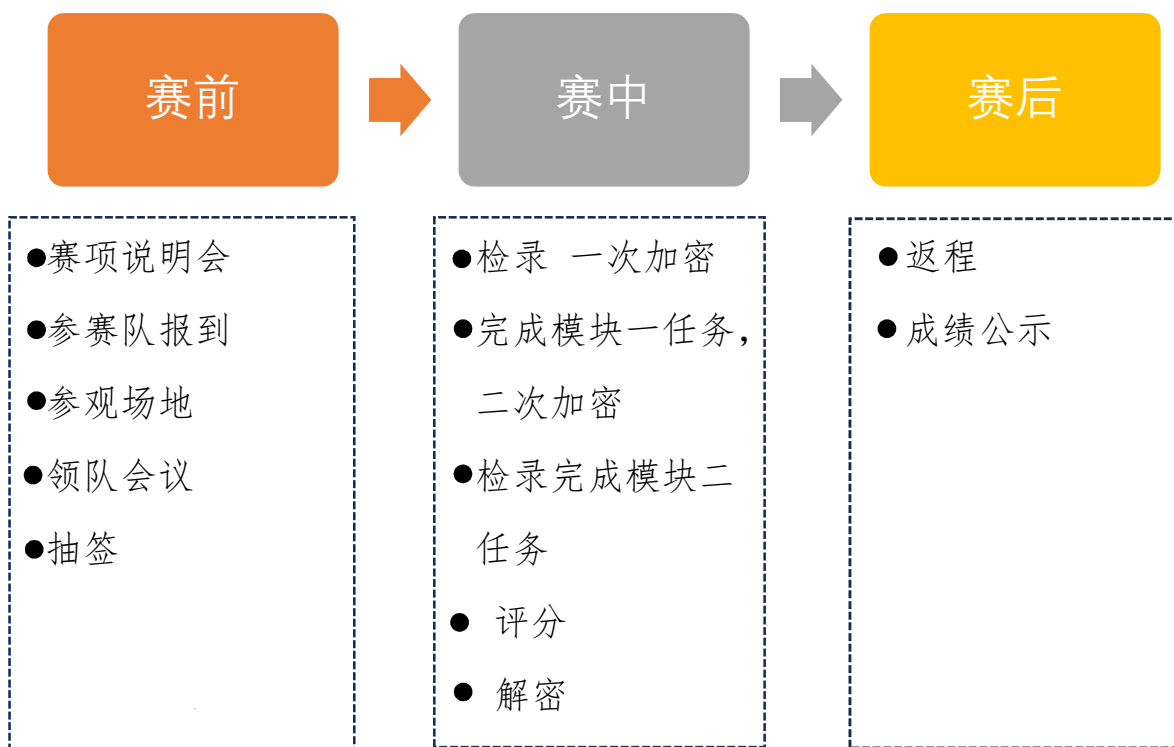 赛前
赛中
赛后
●赛项说明会
●参赛队报到
●参观场地
●领队会议
●抽签
●检录 一次加密
●完成模块一任务，
二次加密
●检录完成模块二
任务
● 评分
● 解密
●返程
●成绩公示